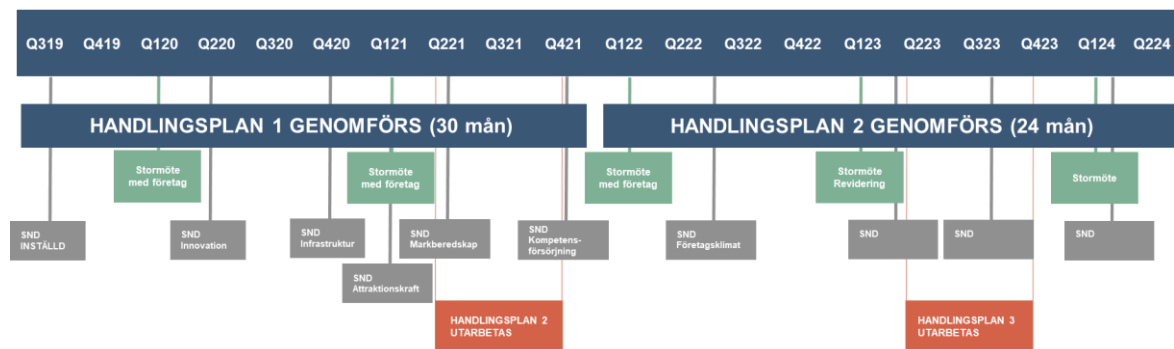 Q319 Q419 Q120 Q220 Q320 Q420 Q121 Q221 Q321 Q421 Q122 Q222 Q322 Q422 Q123 Q223 Q323 Q423 Q124 Q224
HANDLINGSPLAN 1 GENOMFÖRS (30 mån)
HANDLINGSPLAN 2 GENOMFÖRS (24 mån)
Stormöte
med företag
Stormöte
med företag
Stormöte
med företag
Stormöte
Revidering
Stormöte
SND
INSTÄLLD
SND
Innovation
SND
Infrastruktur
SND
Markberedskap
SND
Kompetens-
försörjning
SND
Företagsklimat
SND
SND
SND
SND
Attraktionskraft
HANDLINGSPLAN 2
UTARBETAS
HANDLINGSPLAN 3
UTARBETAS